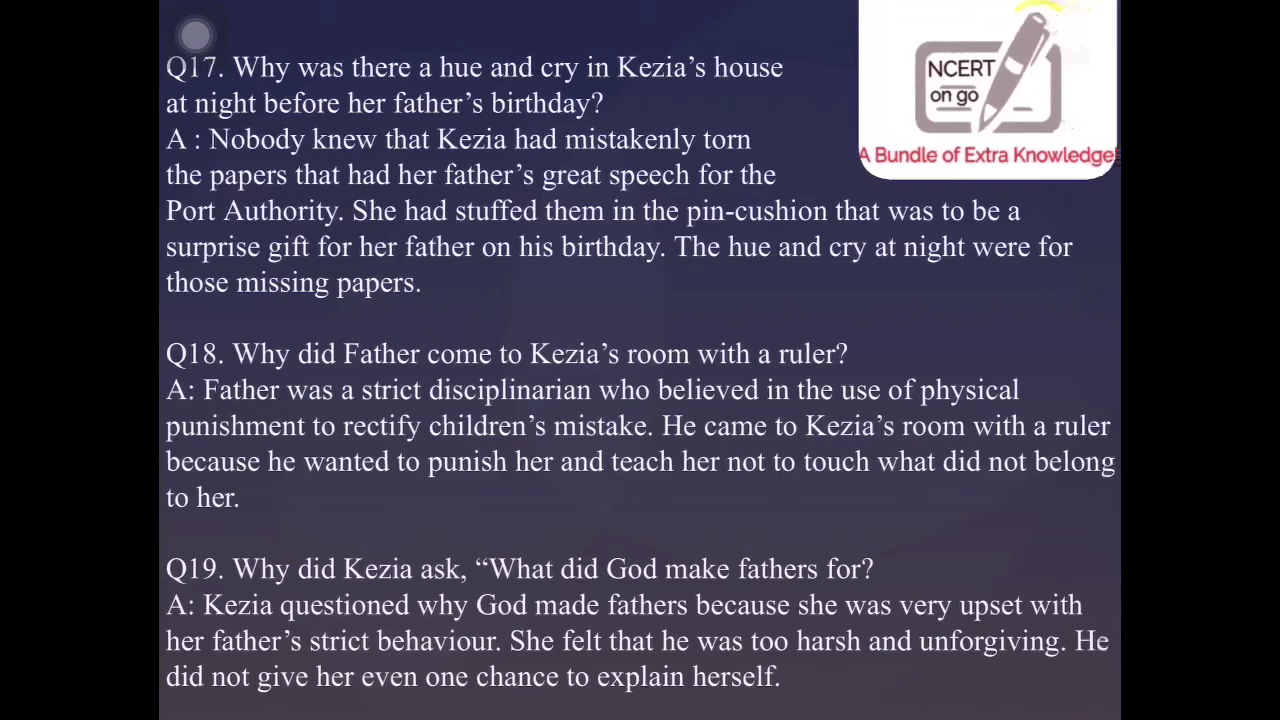 Q17. Why was there a hue and cry in Kezia’s house
at night before her father’s birthday?
A : Nobody knew that Kezia had mistakenly torn
the papers that had her father’s great speech for the
Port Authority. She had stuffed them in the pin-cushion that was to be a
surprise gift for her father on his birthday. The hue and cry at night were for
those missing papers.
Q18. Why did Father come to Kezia’s room with a ruler?
A: Father was a strict disciplinarian who believed in the use of physical
punishment to rectify children’s mistake. He came to Kezia’s room with a ruler
because he wanted to punish her and teach her not to touch what did not belong
to her.
Q19. Why did Kezia ask, “What did God make fathers for?
A: Kezia questioned why God made fathers because she was very upset with
her father’s strict behaviour. She felt that he was too harsh and unforgiving. He
did not give her even one chance to explain herself.
NCERT
on go
A Bundle of Extra Knowledge!